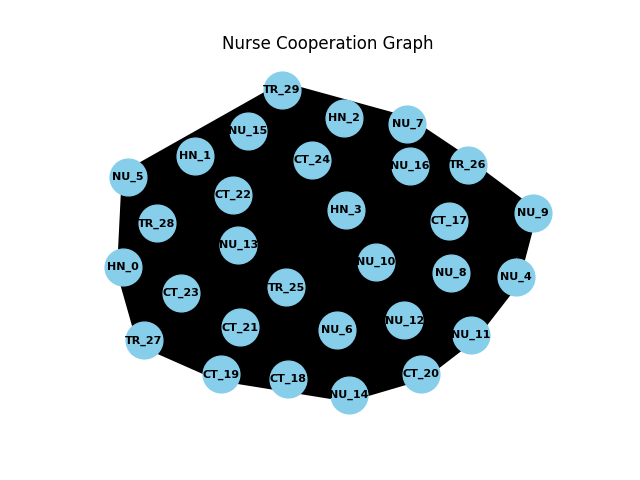 Nurse Cooperation Graph
TR_29
HN_2
NU_7
NU_15
HN_1
CT_24
NU_16
TR_26
NU_5
CT_22
HN_3
NU_9
TR_28
CT_17
NU_13
NU_10
HN_0
NU_8
NU_4
CT_23
TR_25
CT_21
NU_6
NU_12
NU_11
TR_27
CT_19
CT_18
CT_20
NU_14